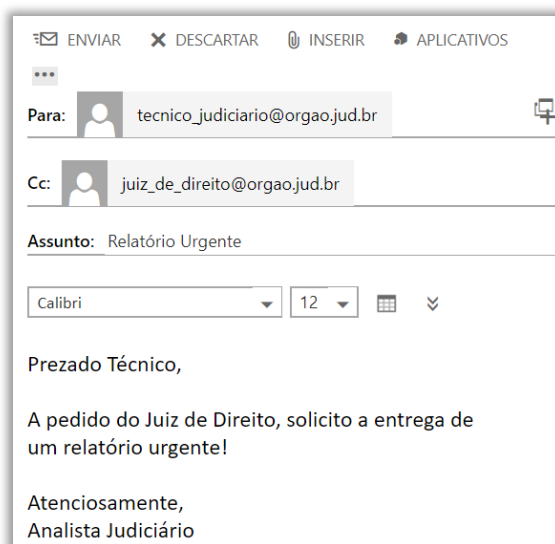 ENVIAR DESCARTAR INSERIR APLICATIVOS
Para: tecnico_judiciario@orgao.jud.br
Cc: juiz_de_direito@orgao.jud.br
Assunto: Relatório Urgente
Calibri 12
Prezado Técnico,
A pedido do Juiz de Direito, solicito a entrega de
um relatório urgente!
Atenciosamente,
Analista Judiciário